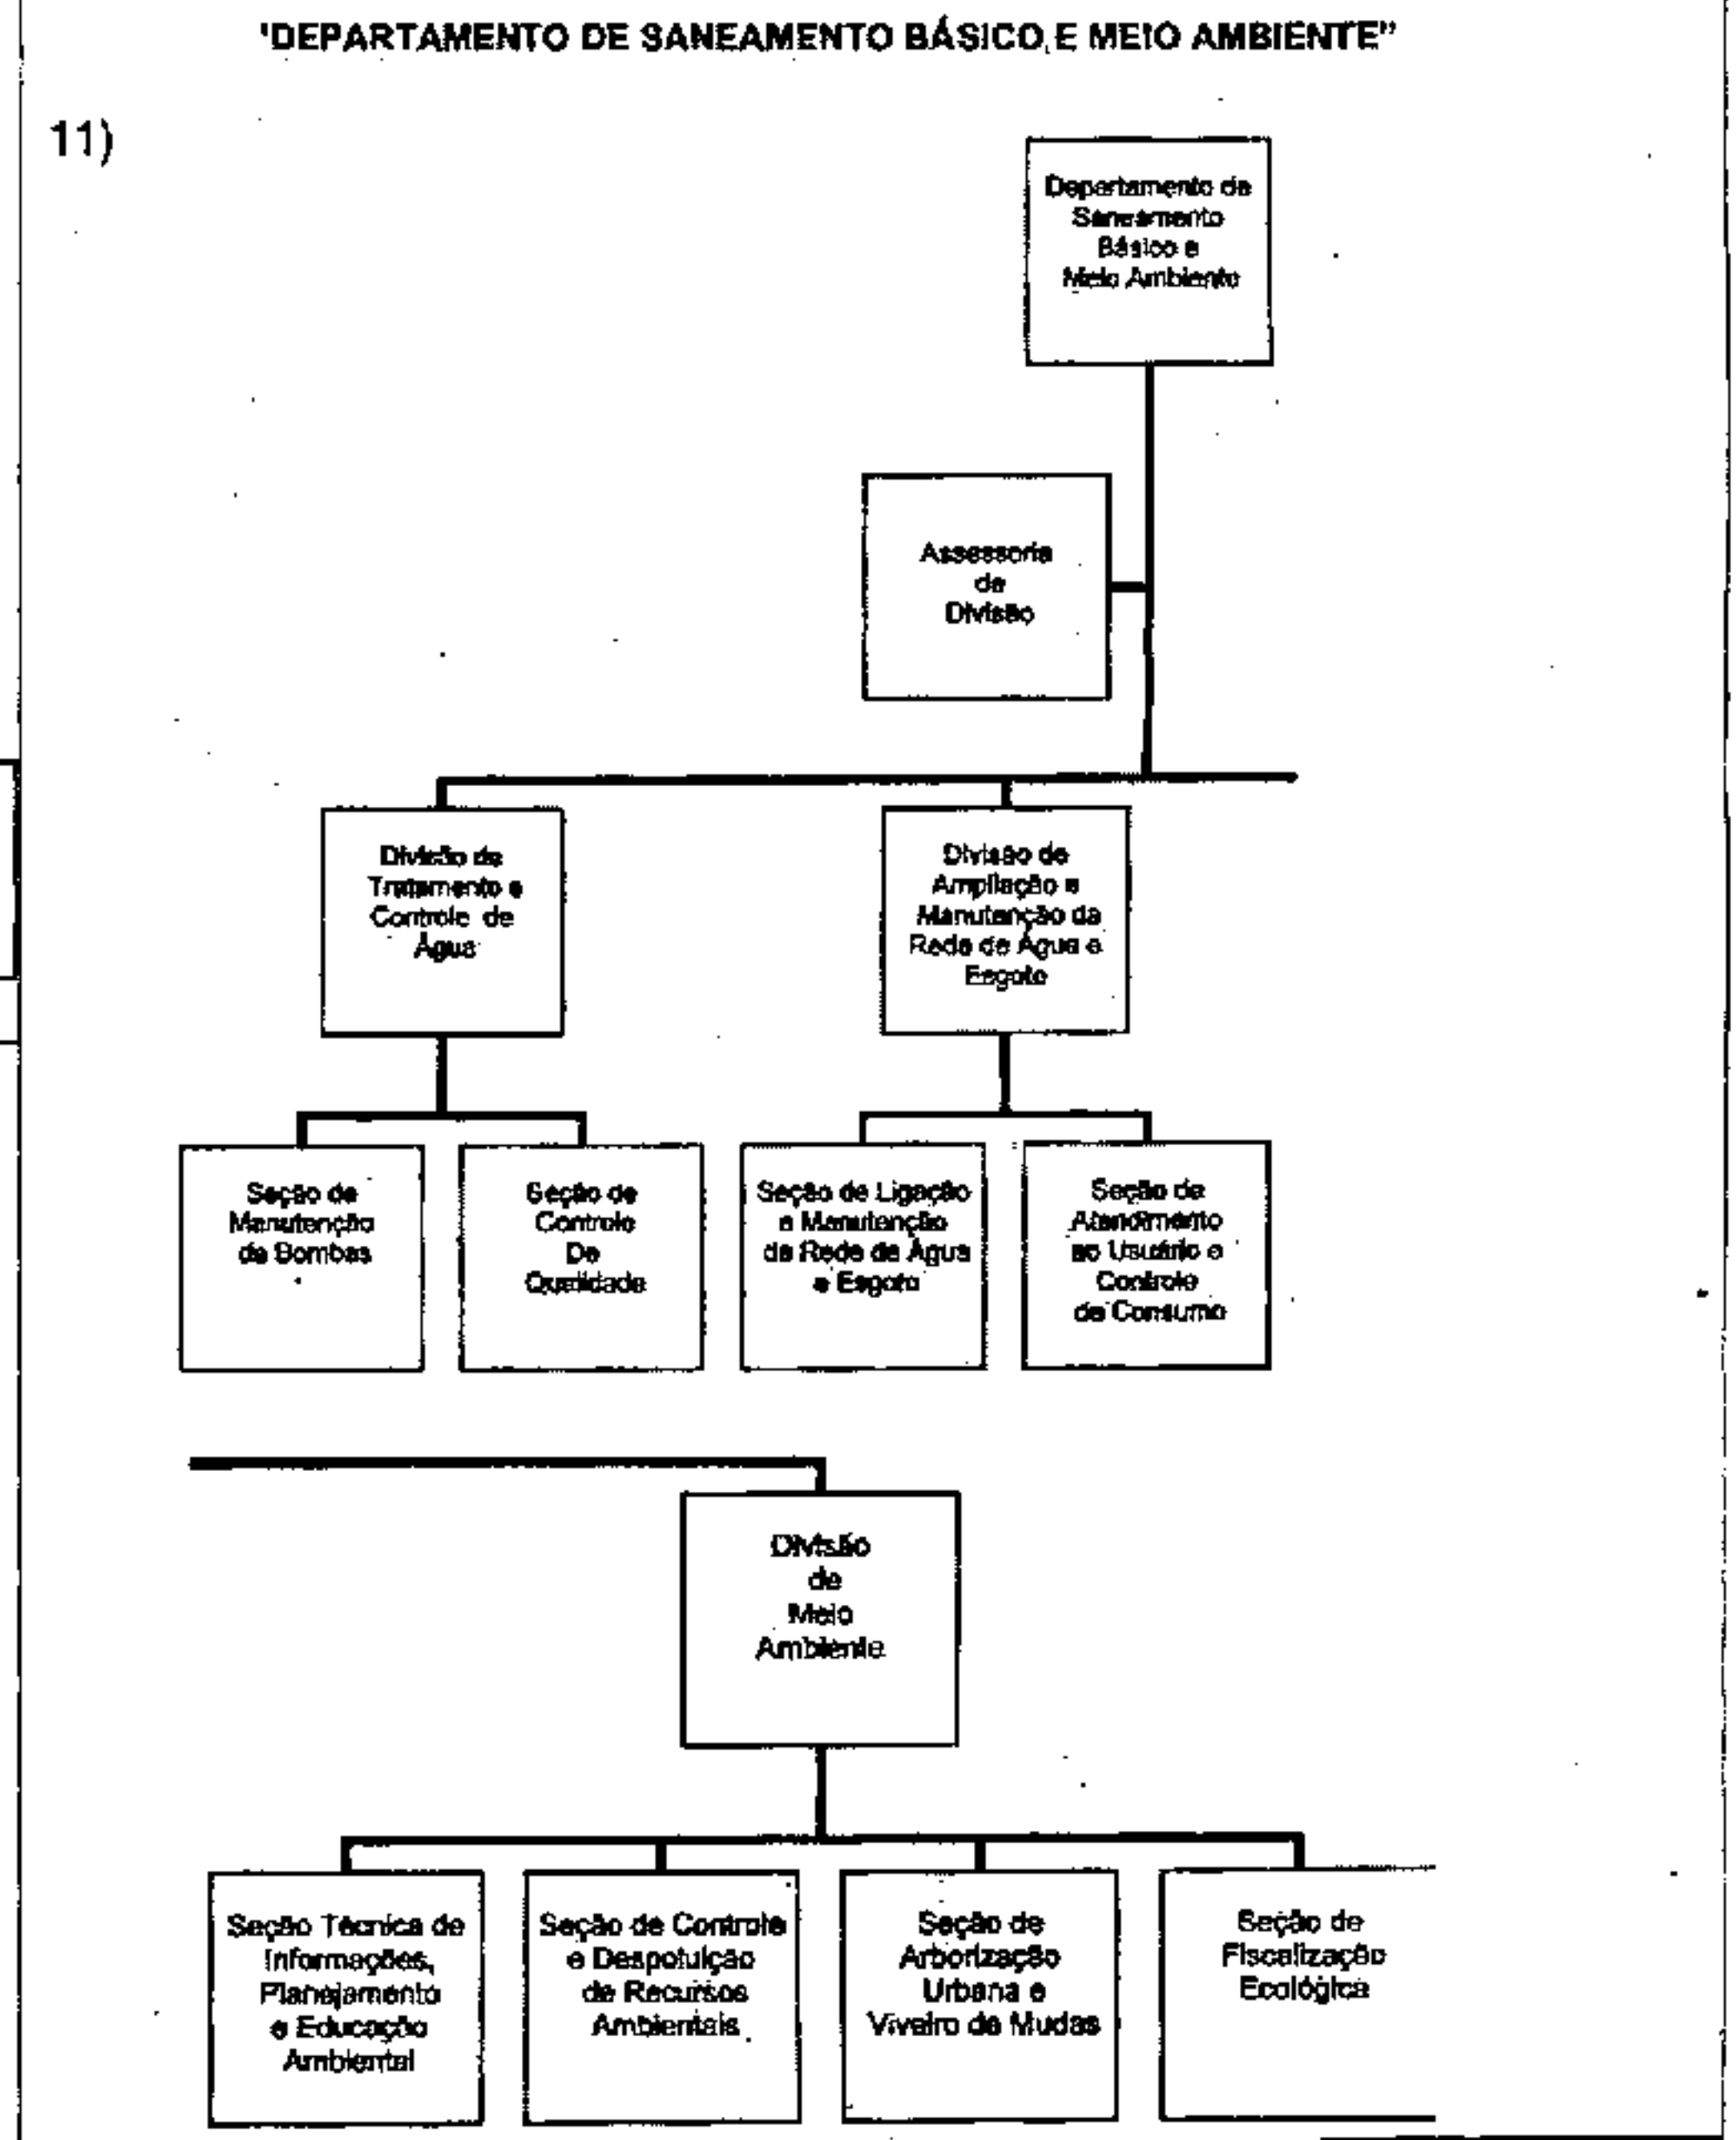 "DEPARTAMENTO DE SANEAMENTO BÁSICO E MEIO AMBIENTE"
11)
Departamento de
Saneamento
Básico e
Meio Ambiente
Assessoria
de
Divisão
Divisão de
Tratamento e
Controle de
Água
Divisão de
Ampliação e
Manutenção da
Rede de Água e
Esgoto
Seção de
Manutenção
de Bombas
Seção de
Controle
De
Qualidade
Seção de Ligação
e Manutenção
da Rede de Água
e Esgoto
Seção de
Atendimento
ao Usuário e
Controle
de Consumo
Divisão
de
Meio
Ambiente
Seção Técnica de
Informações,
Planejamento
e Educação
Ambiental
Seção de Controle
e Despoluição
de Recursos
Ambientais
Seção de
Arborização
Urbana e
Viveiro de Mudas
Seção de
Fiscalização
Ecológica